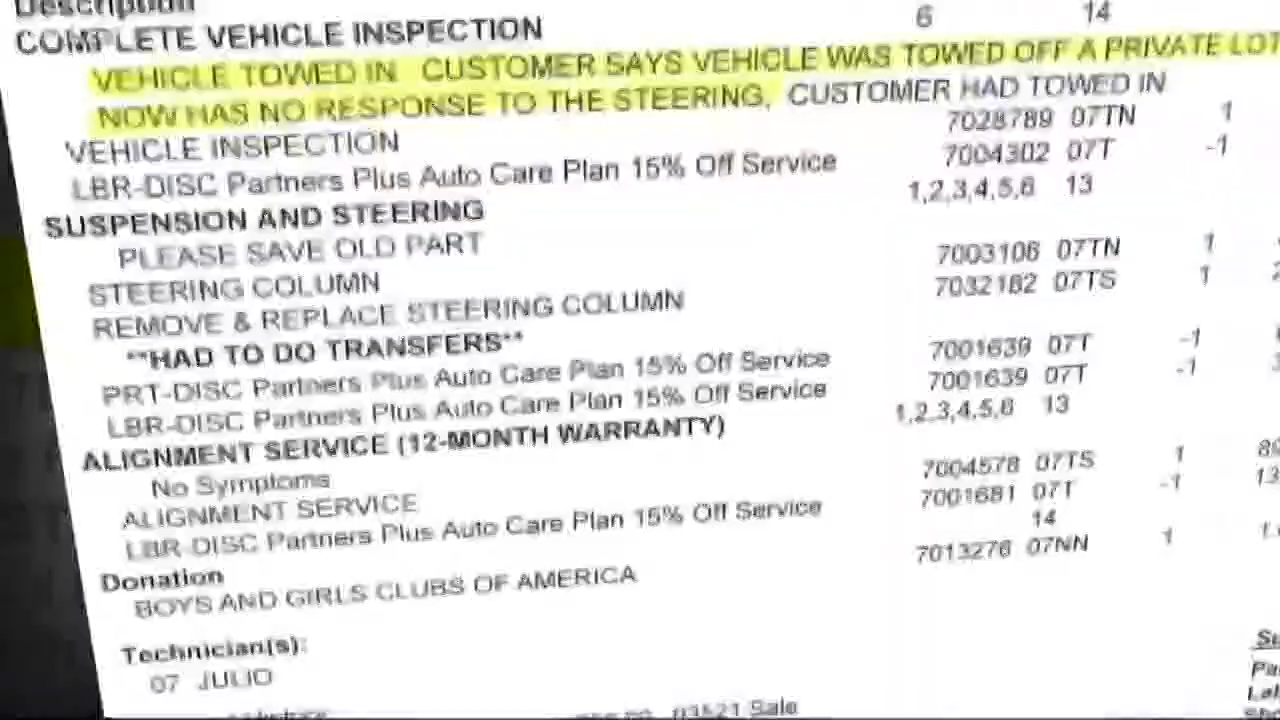 Description
COMPLETE VEHICLE INSPECTION 6 14
VEHICLE TOWED IN. CUSTOMER SAYS VEHICLE WAS TOWED OFF A PRIVATE LOT
NOW HAS NO RESPONSE TO THE STEERING, CUSTOMER HAD TOWED IN
VEHICLE INSPECTION 7028789 07TN 1
LBR-DISC Partners Plus Auto Care Plan 15% Off Service 7004302 07T -1
SUSPENSION AND STEERING 1,2,3,4,5,6 13
PLEASE SAVE OLD PART
STEERING COLUMN 7003106 07TN 1
REMOVE & REPLACE STEERING COLUMN 7032182 07TS 1
**HAD TO DO TRANSFERS**
PRT-DISC Partners Plus Auto Care Plan 15% Off Service 7001639 07T -1
LBR-DISC Partners Plus Auto Care Plan 15% Off Service 7001639 07T -1
ALIGNMENT SERVICE (12-MONTH WARRANTY) 1,2,3,4,5,6 13
No Symptoms
ALIGNMENT SERVICE 7004578 07TS 1
LBR-DISC Partners Plus Auto Care Plan 15% Off Service 7001681 07T -1
Donation 14
BOYS AND GIRLS CLUBS OF AMERICA 7013276 07NN 1
Technician(s):
07 JULIO
03521 Sale